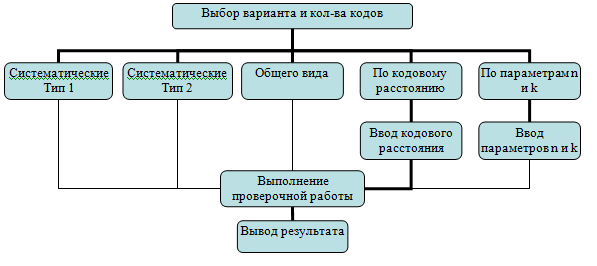 Выбор варианта и кол-ва кодов
Систематические
Тип 1
Систематические
Тип 2
Общего вида
По кодовому
расстоянию
По параметрам n
и k
Ввод кодового
расстояния
Ввод
параметров n и k
Выполнение
проверочной работы
Вывод результата